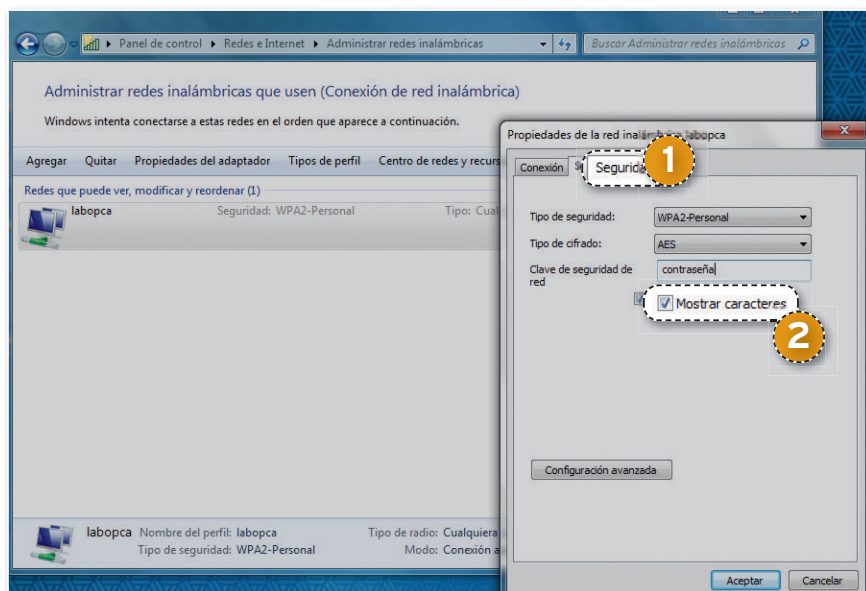 Panel de control ▸ Redes e Internet ▸ Administrar redes inalámbricas
Buscar Administrar redes inalámbricas
Administrar redes inalámbricas que usen (Conexión de red inalámbrica)
Windows intenta conectarse a estas redes en el orden que aparece a continuación.
Agregar Quitar Propiedades del adaptador Tipos de perfil Centro de redes y recurs
Redes que puede ver, modificar y reordenar (1)
labopca Seguridad: WPA2-Personal Tipo: Cual
Propiedades de la red inalámbrica labopca
Conexión Segurid
1
Tipo de seguridad: WPA2-Personal
Tipo de cifrado: AES
Clave de seguridad de red contraseña
Mostrar caracteres
2
Configuración avanzada
labopca Nombre del perfil: labopca Tipo de radio: Cualquiera
Tipo de seguridad: WPA2-Personal Modo: Conexión a
Aceptar Cancelar